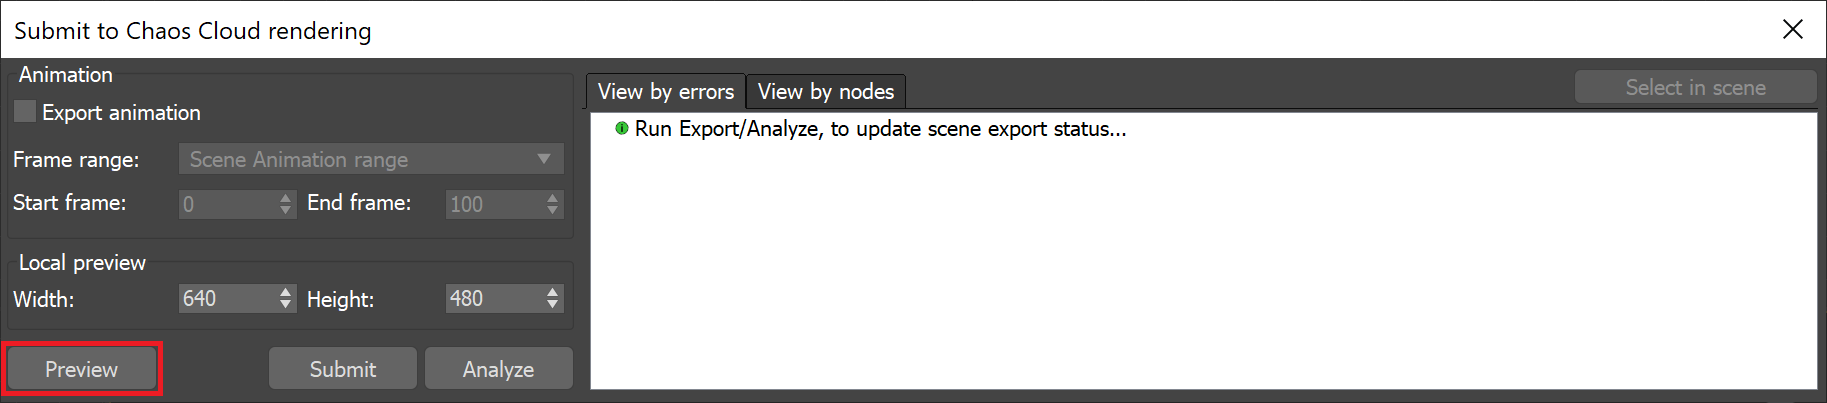 Submit to Chaos Cloud rendering
Animation
Export animation
Frame range: Scene Animation range
Start frame: 0 End frame: 100
Local preview
Width: 640 Height: 480
Preview Submit Analyze
View by errors View by nodes Select in scene
Run Export/Analyze, to update scene export status...